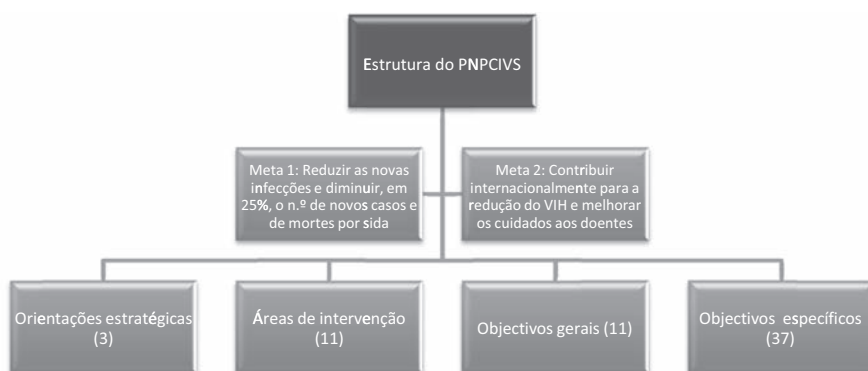 Estrutura do PNPCIVS
Meta 1: Reduzir as novas
infecções e diminuir, em
25%, o n.º de novos casos e
de mortes por sida
Meta 2: Contribuir
internacionalmente para a
redução do VIH e melhorar
os cuidados aos doentes
Orientações estratégicas
(3)
Áreas de intervenção
(11)
Objectivos gerais (11)
Objectivos específicos
(37)